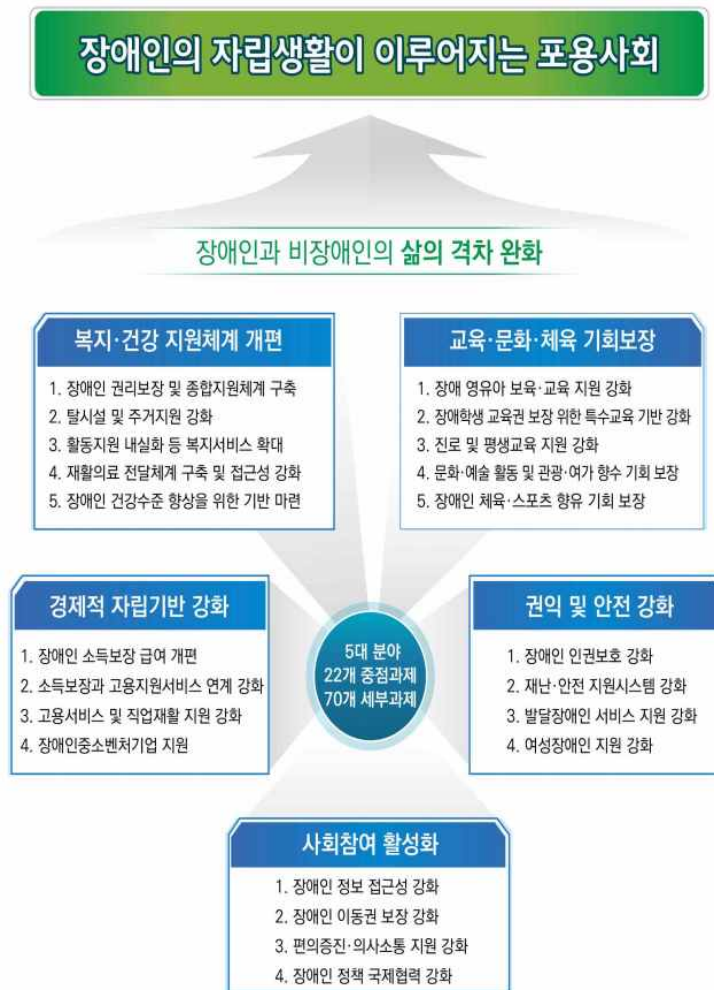 장애인의 자립생활이 이루어지는 포용사회
장애인과 비장애인의 삶의 격차 완화
복지·건강 지원체계 개편
1. 장애인 권리보장 및 종합지원체계 구축
2. 탈시설 및 주거지원 강화
3. 활동지원 내실화 등 복지서비스 확대
4. 재활의료 전달체계 구축 및 접근성 강화
5. 장애인 건강수준 향상을 위한 기반 마련
교육·문화·체육 기회보장
1. 장애 영유아 보육·교육 지원 강화
2. 장애학생 교육권 보장 위한 특수교육 기반 강화
3. 진로 및 평생교육 지원 강화
4. 문화·예술 활동 및 관광·여가 향수 기회 보장
5. 장애인 체육·스포츠 향유 기회 보장
경제적 자립기반 강화
1. 장애인 소득보장 급여 개편
2. 소득보장과 고용지원서비스 연계 강화
3. 고용서비스 및 직업재활 지원 강화
4. 장애인중소벤처기업 지원
5대 분야
22개 중점과제
70개 세부과제
권익 및 안전 강화
1. 장애인 인권보호 강화
2. 재난·안전 지원시스템 강화
3. 발달장애인 서비스 지원 강화
4. 여성장애인 지원 강화
사회참여 활성화
1. 장애인 정보 접근성 강화
2. 장애인 이동권 보장 강화
3. 편의증진·의사소통 지원 강화
4. 장애인 정책 국제협력 강화